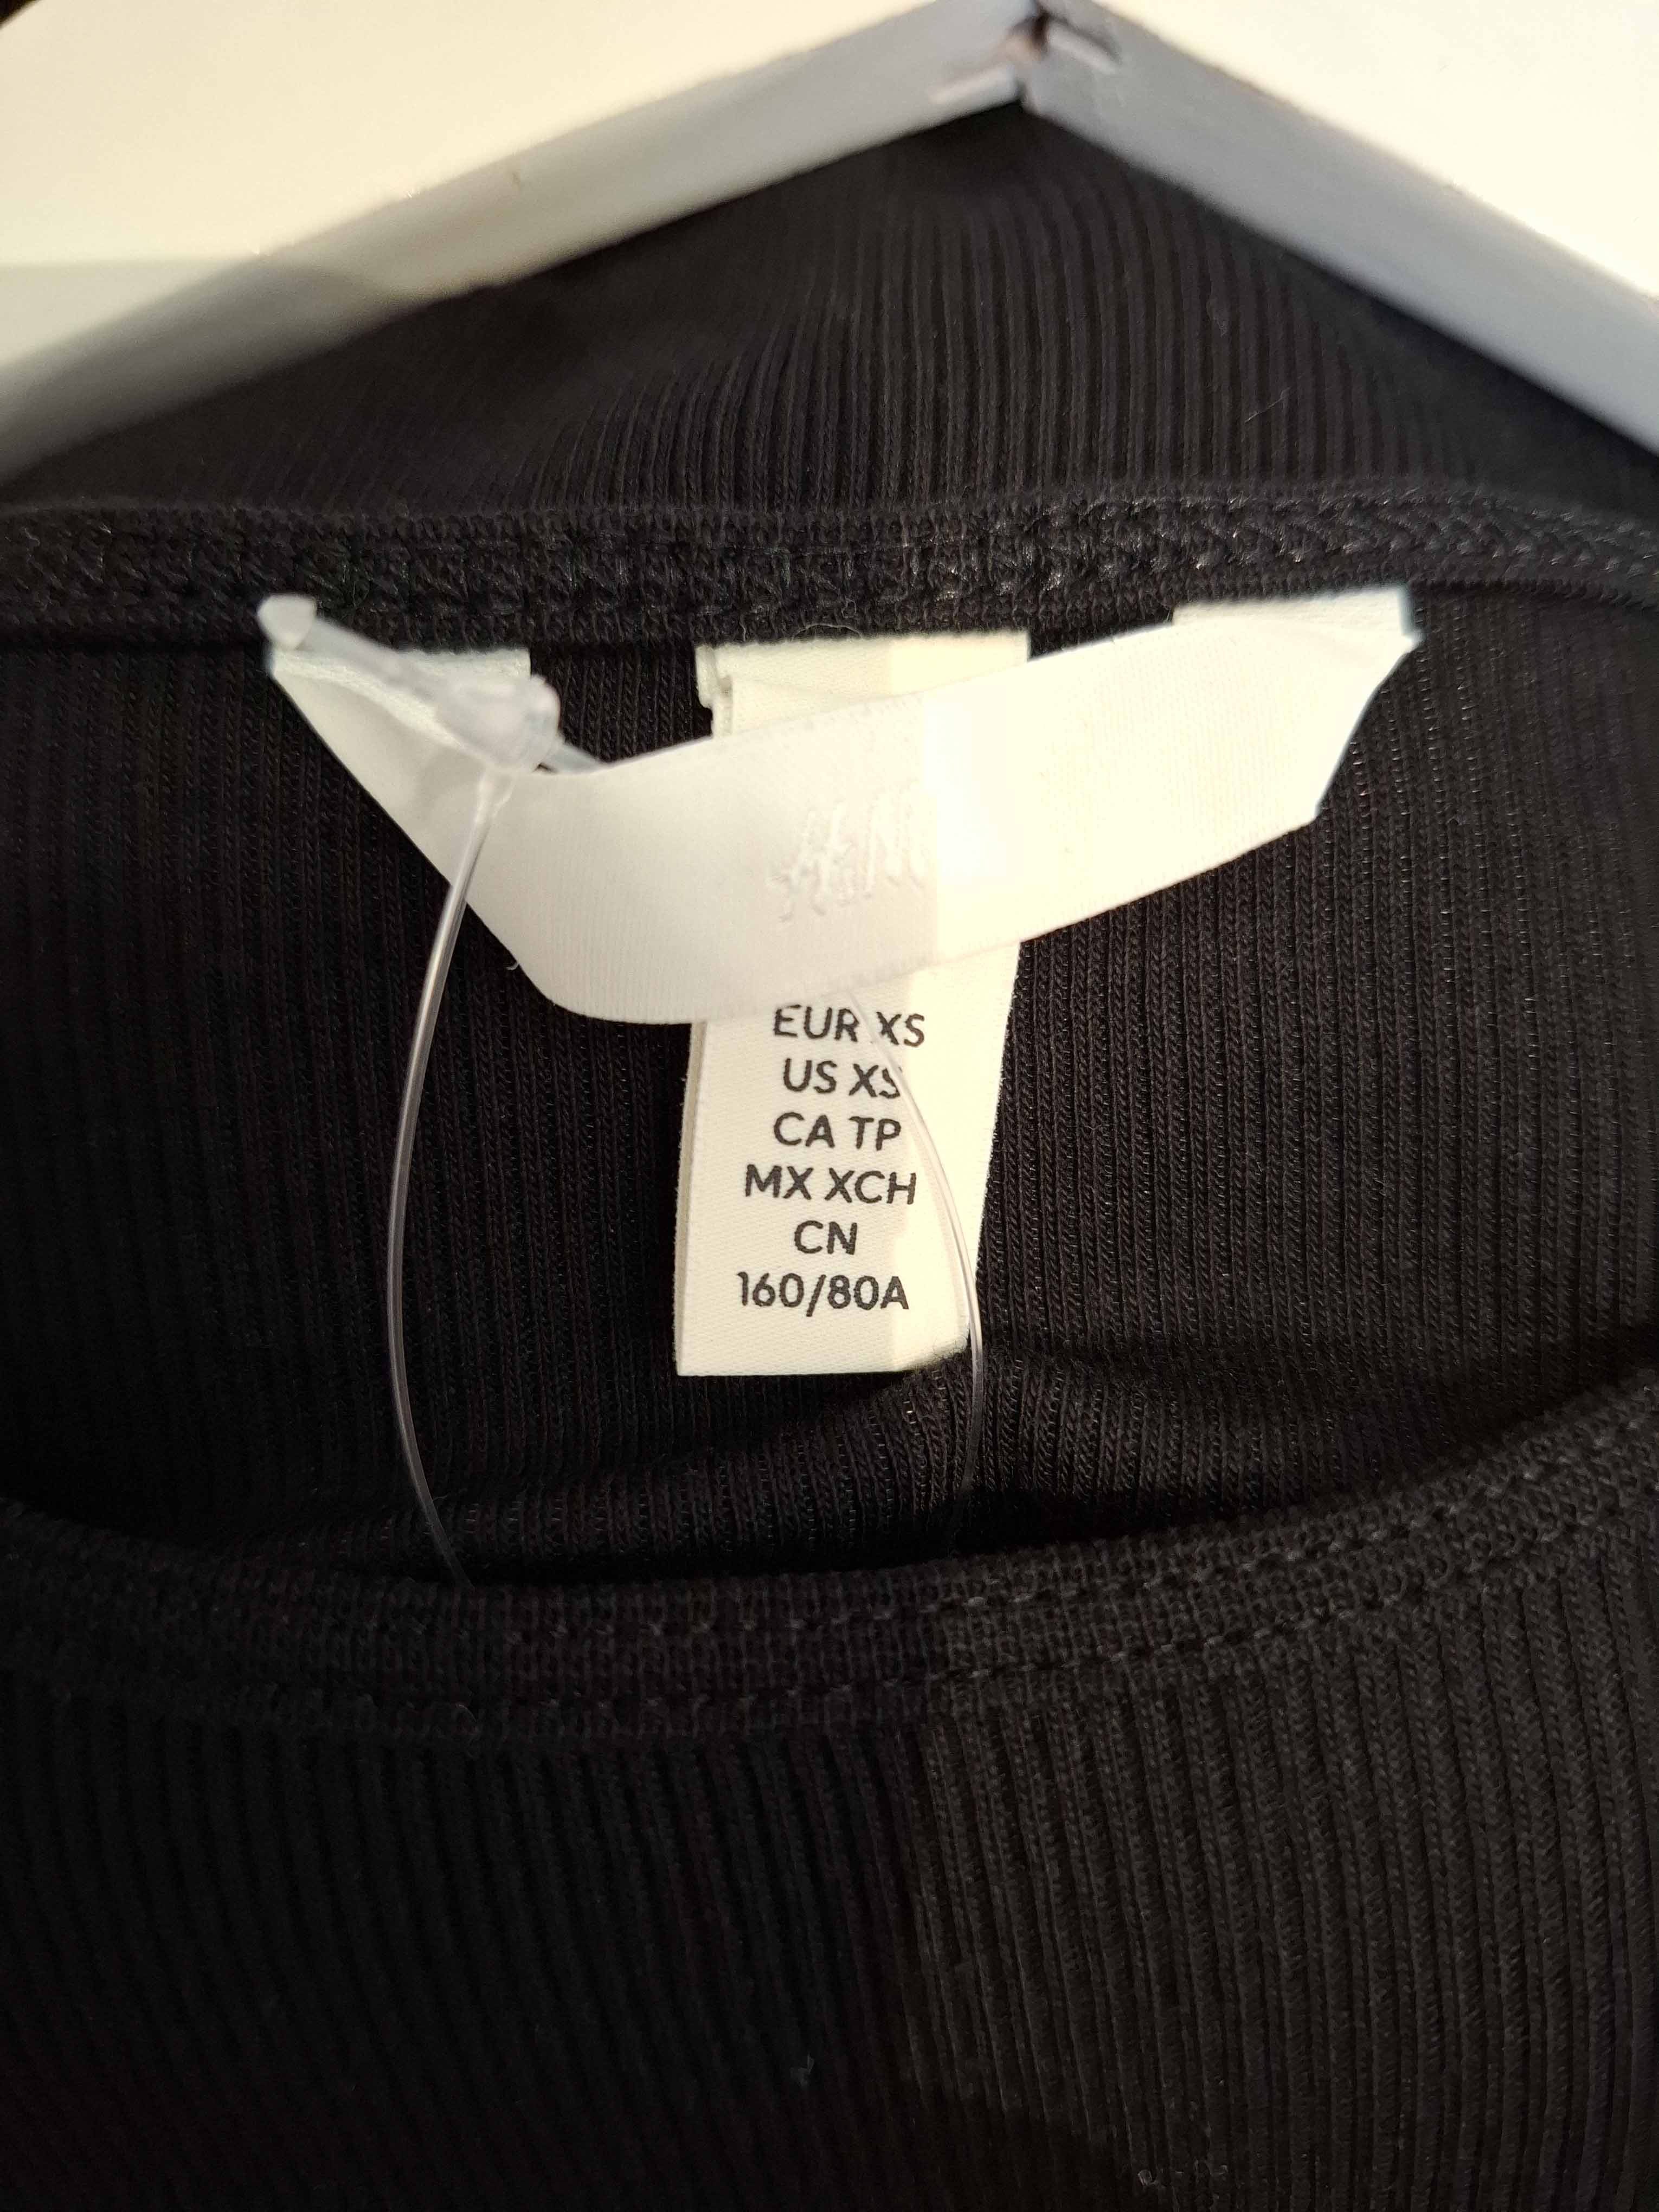 H&M
EUR XS
US XS
CA TP
MX XCH
CN
160/80A